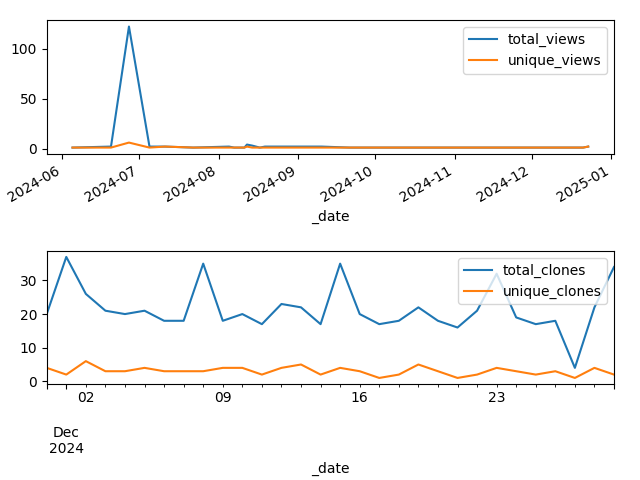 total_views
unique_views
100
50
0
2024-06
2024-07
2024-08
2024-09
2024-10
2024-11
2024-12
2025-01
_date
total_clones
unique_clones
30
20
10
0
02
09
16
23
Dec
2024
_date